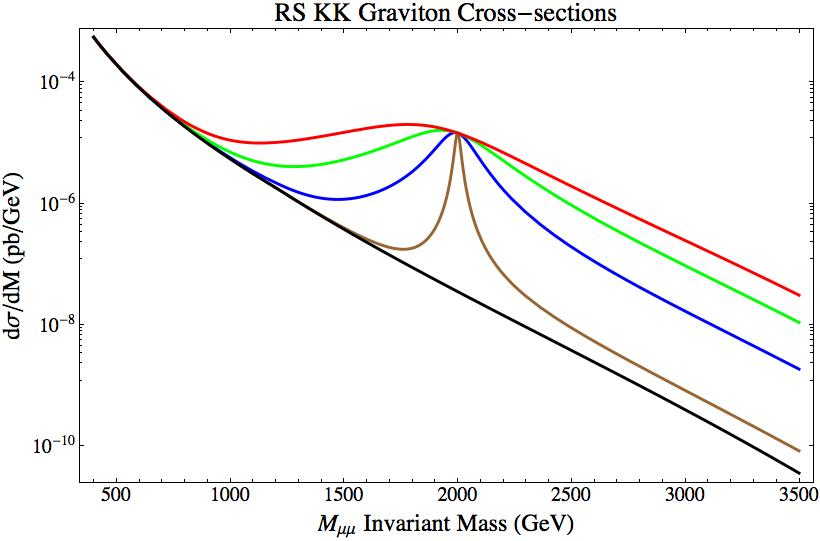 RS KK Graviton Cross−sections
10⁻⁴
10⁻⁶
10⁻⁸
10⁻¹⁰
dσ/dM (pb/GeV)
500 1000 1500 2000 2500 3000 3500
M_μμ Invariant Mass (GeV)